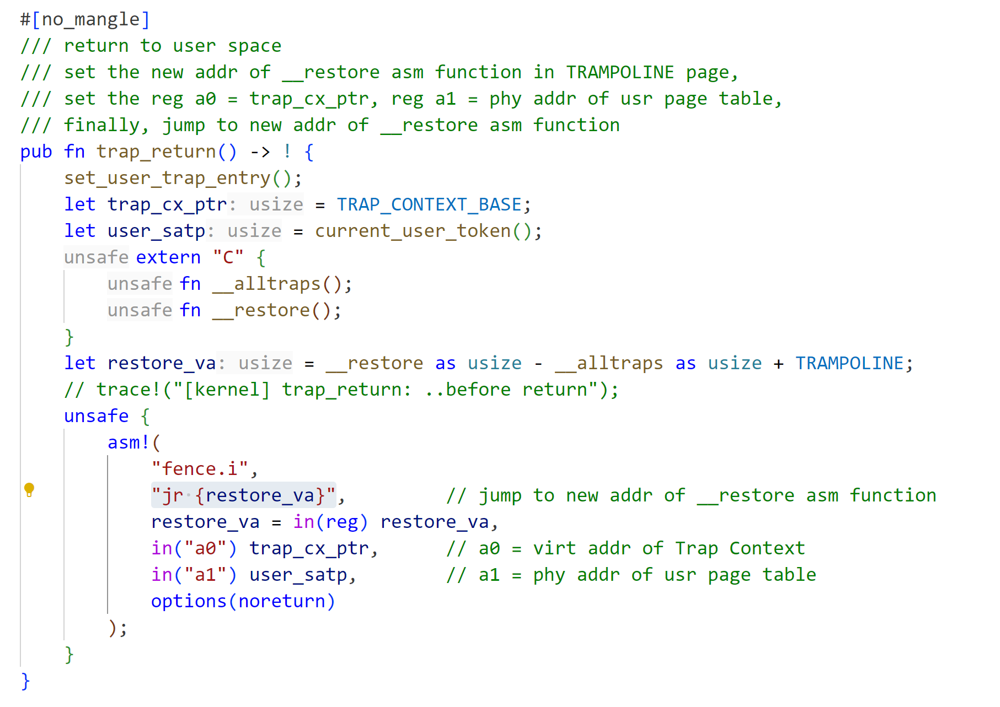 #[no_mangle]
/// return to user space
/// set the new addr of __restore asm function in TRAMPOLINE page,
/// set the reg a0 = trap_cx_ptr, reg a1 = phy addr of usr page table,
/// finally, jump to new addr of __restore asm function
pub fn trap_return() -> ! {
    set_user_trap_entry();
    let trap_cx_ptr: usize = TRAP_CONTEXT_BASE;
    let user_satp: usize = current_user_token();
    unsafe extern "C" {
        unsafe fn __alltraps();
        unsafe fn __restore();
    }
    let restore_va: usize = __restore as usize - __alltraps as usize + TRAMPOLINE;
    // trace!("[kernel] trap_return: ..before return");
    unsafe {
        asm!(
            "fence.i",
            "jr·{restore_va}",         // jump to new addr of __restore asm function
            restore_va = in(reg) restore_va,
            in("a0") trap_cx_ptr,      // a0 = virt addr of Trap Context
            in("a1") user_satp,        // a1 = phy addr of usr page table
            options(noreturn)
        );
    }
}